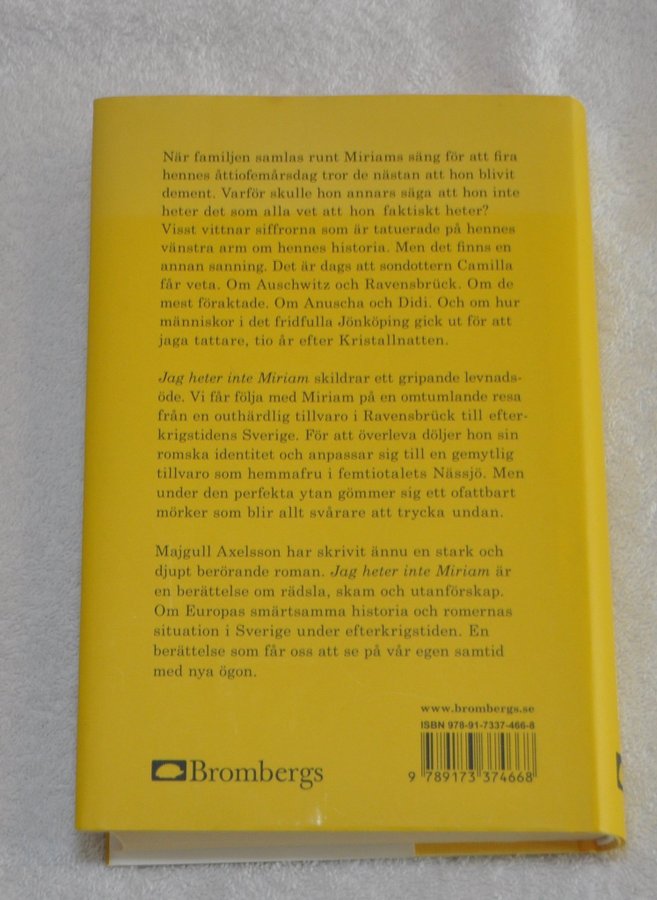 När familjen samlas runt Miriams säng för att fira
hennes åttiofemårsdag tror de nästan att hon blivit
dement. Varför skulle hon annars säga att hon inte
heter det som alla vet att hon faktiskt heter?
Visst vittnar siffrorna som är tatuerade på hennes
vänstra arm om hennes historia. Men det finns en
annan sanning. Det är dags att sondottern Camilla
får veta. Om Auschwitz och Ravensbrück. Om de
mest föraktade. Om Anuscha och Didi. Och om hur
människor i det fridfulla Jönköping gick ut för att
jaga tattare, tio år efter Kristallnatten.
Jag heter inte Miriam skildrar ett gripande levnads-
öde. Vi får följa med Miriam på en omtumlande resa
från en outhärdlig tillvaro i Ravensbrück till efter-
krigstidens Sverige. För att överleva döljer hon sin
romska identitet och anpassar sig till en gemytlig
tillvaro som hemmafru i femtiotalets Nässjö. Men
under den perfekta ytan gömmer sig ett ofattbart
mörker som blir allt svårare att trycka undan.
Majgull Axelsson har skrivit ännu en stark och
djupt berörande roman. Jag heter inte Miriam är
en berättelse om rädsla, skam och utanförskap.
Om Europas smärtsamma historia och romernas
situation i Sverige under efterkrigstiden. En
berättelse som får oss att se på vår egen samtid
med nya ögon.
www.brombergs.se
ISBN 978-91-7337-466-8
9 789173 374668
Brombergs